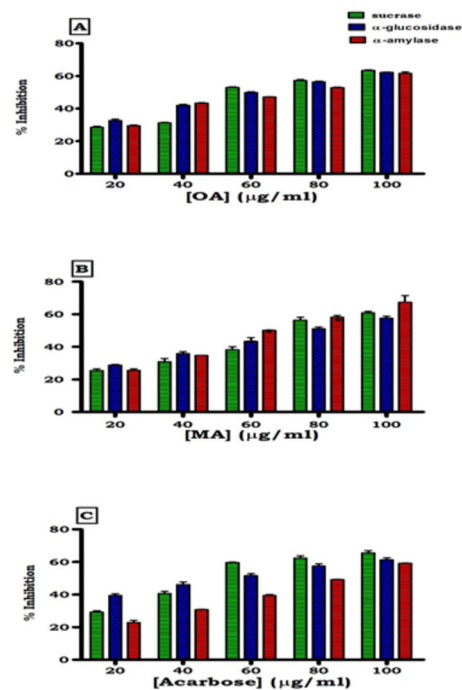 sucrase
α-glucosidase
α-amylase
A
% Inhibition
80
60
40
20
0
20 40 60 80 100
[OA] (µg/ml)
B
% Inhibition
80
60
40
20
0
20 40 60 80 100
[MA] (µg/ml)
C
% Inhibition
80
60
40
20
0
20 40 60 80 100
[Acarbose] (µg/ml)